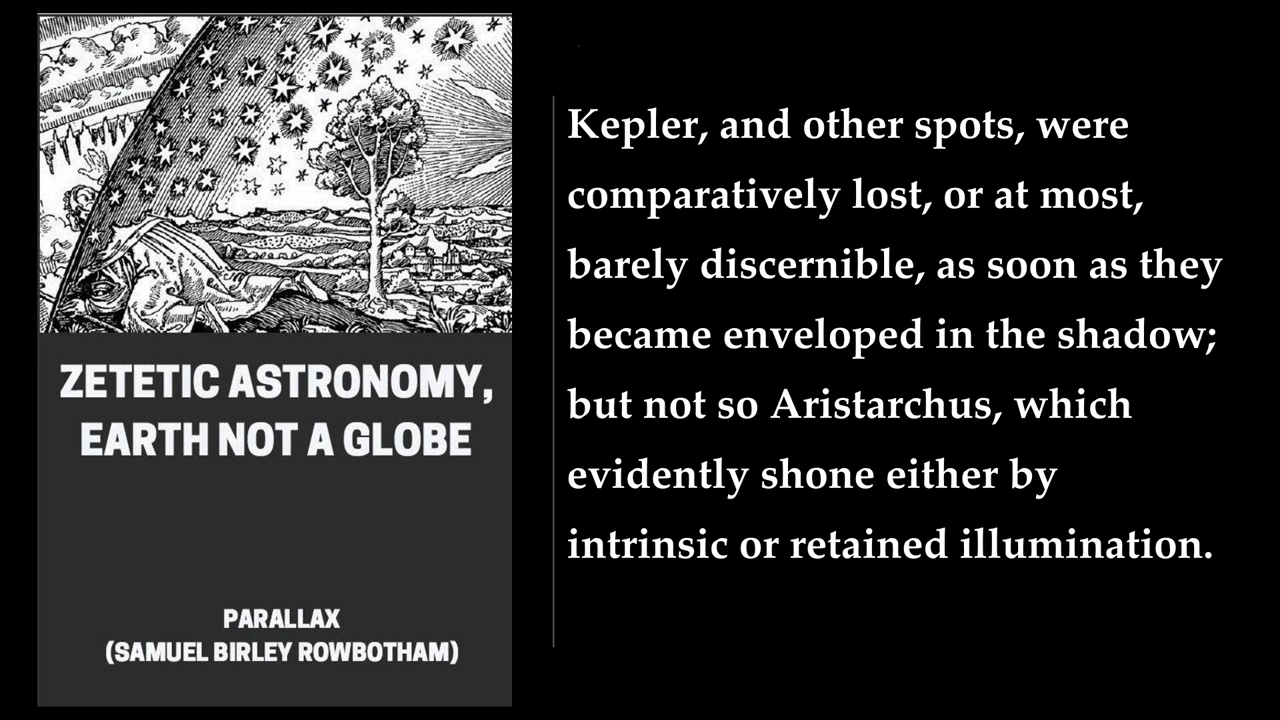 ZETETIC ASTRONOMY,
EARTH NOT A GLOBE
PARALLAX
(SAMUEL BIRLEY ROWBOTHAM)
Kepler, and other spots, were
comparatively lost, or at most,
barely discernible, as soon as they
became enveloped in the shadow;
but not so Aristarchus, which
evidently shone either by
intrinsic or retained illumination.